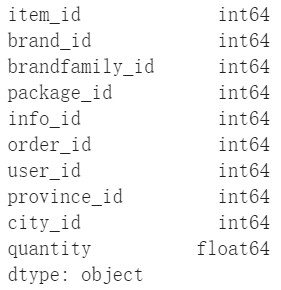 item_id int64
brand_id int64
brandfamily_id int64
package_id int64
info_id int64
order_id int64
user_id int64
province_id int64
city_id int64
quantity float64
dtype: object